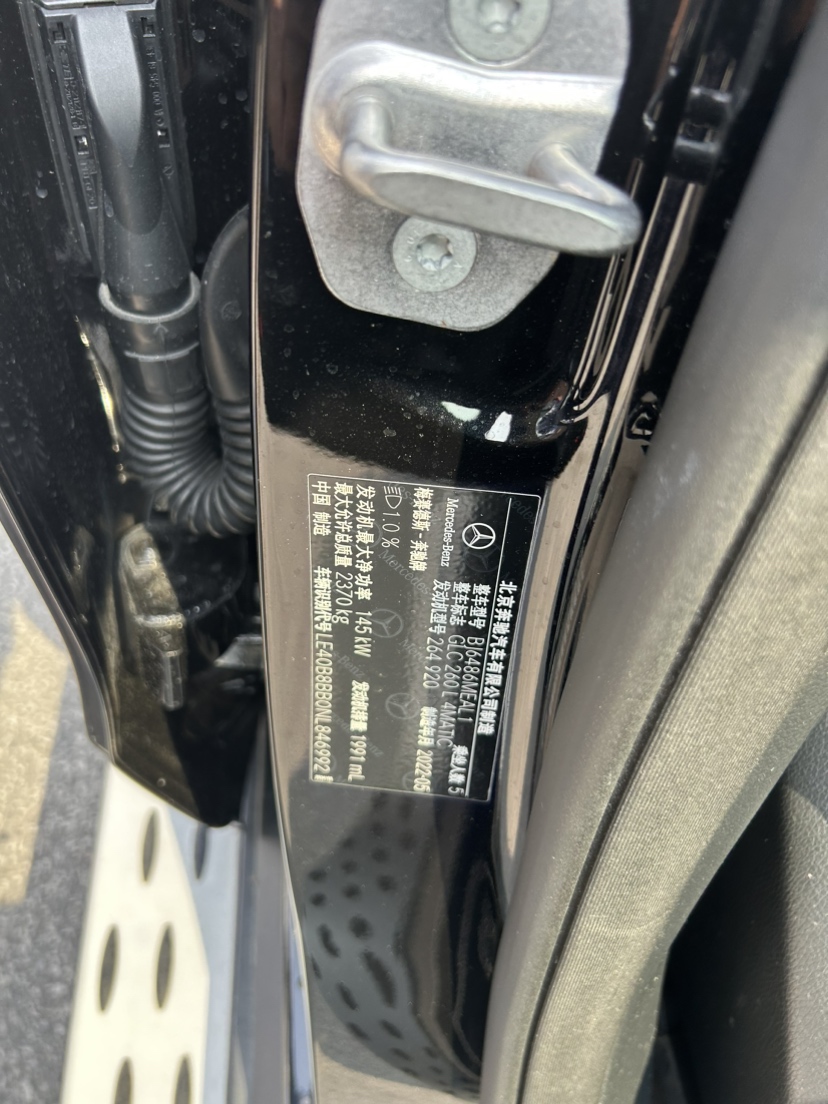 北京奔驰汽车有限公司制造
Mercedes-Benz
梅赛德斯-奔驰牌
整车型号 BJ6486MEAL1 乘坐人数 5
整车标志 GLC 260 L 4MATIC
发动机型号 264 920 制造年月 2022-05
1.0 %
发动机最大净功率 145 kW 发动机排量 1991 mL
最大允许总质量 2370 kg
中国 制造 车辆识别代号 LE40B8BB0NL846992